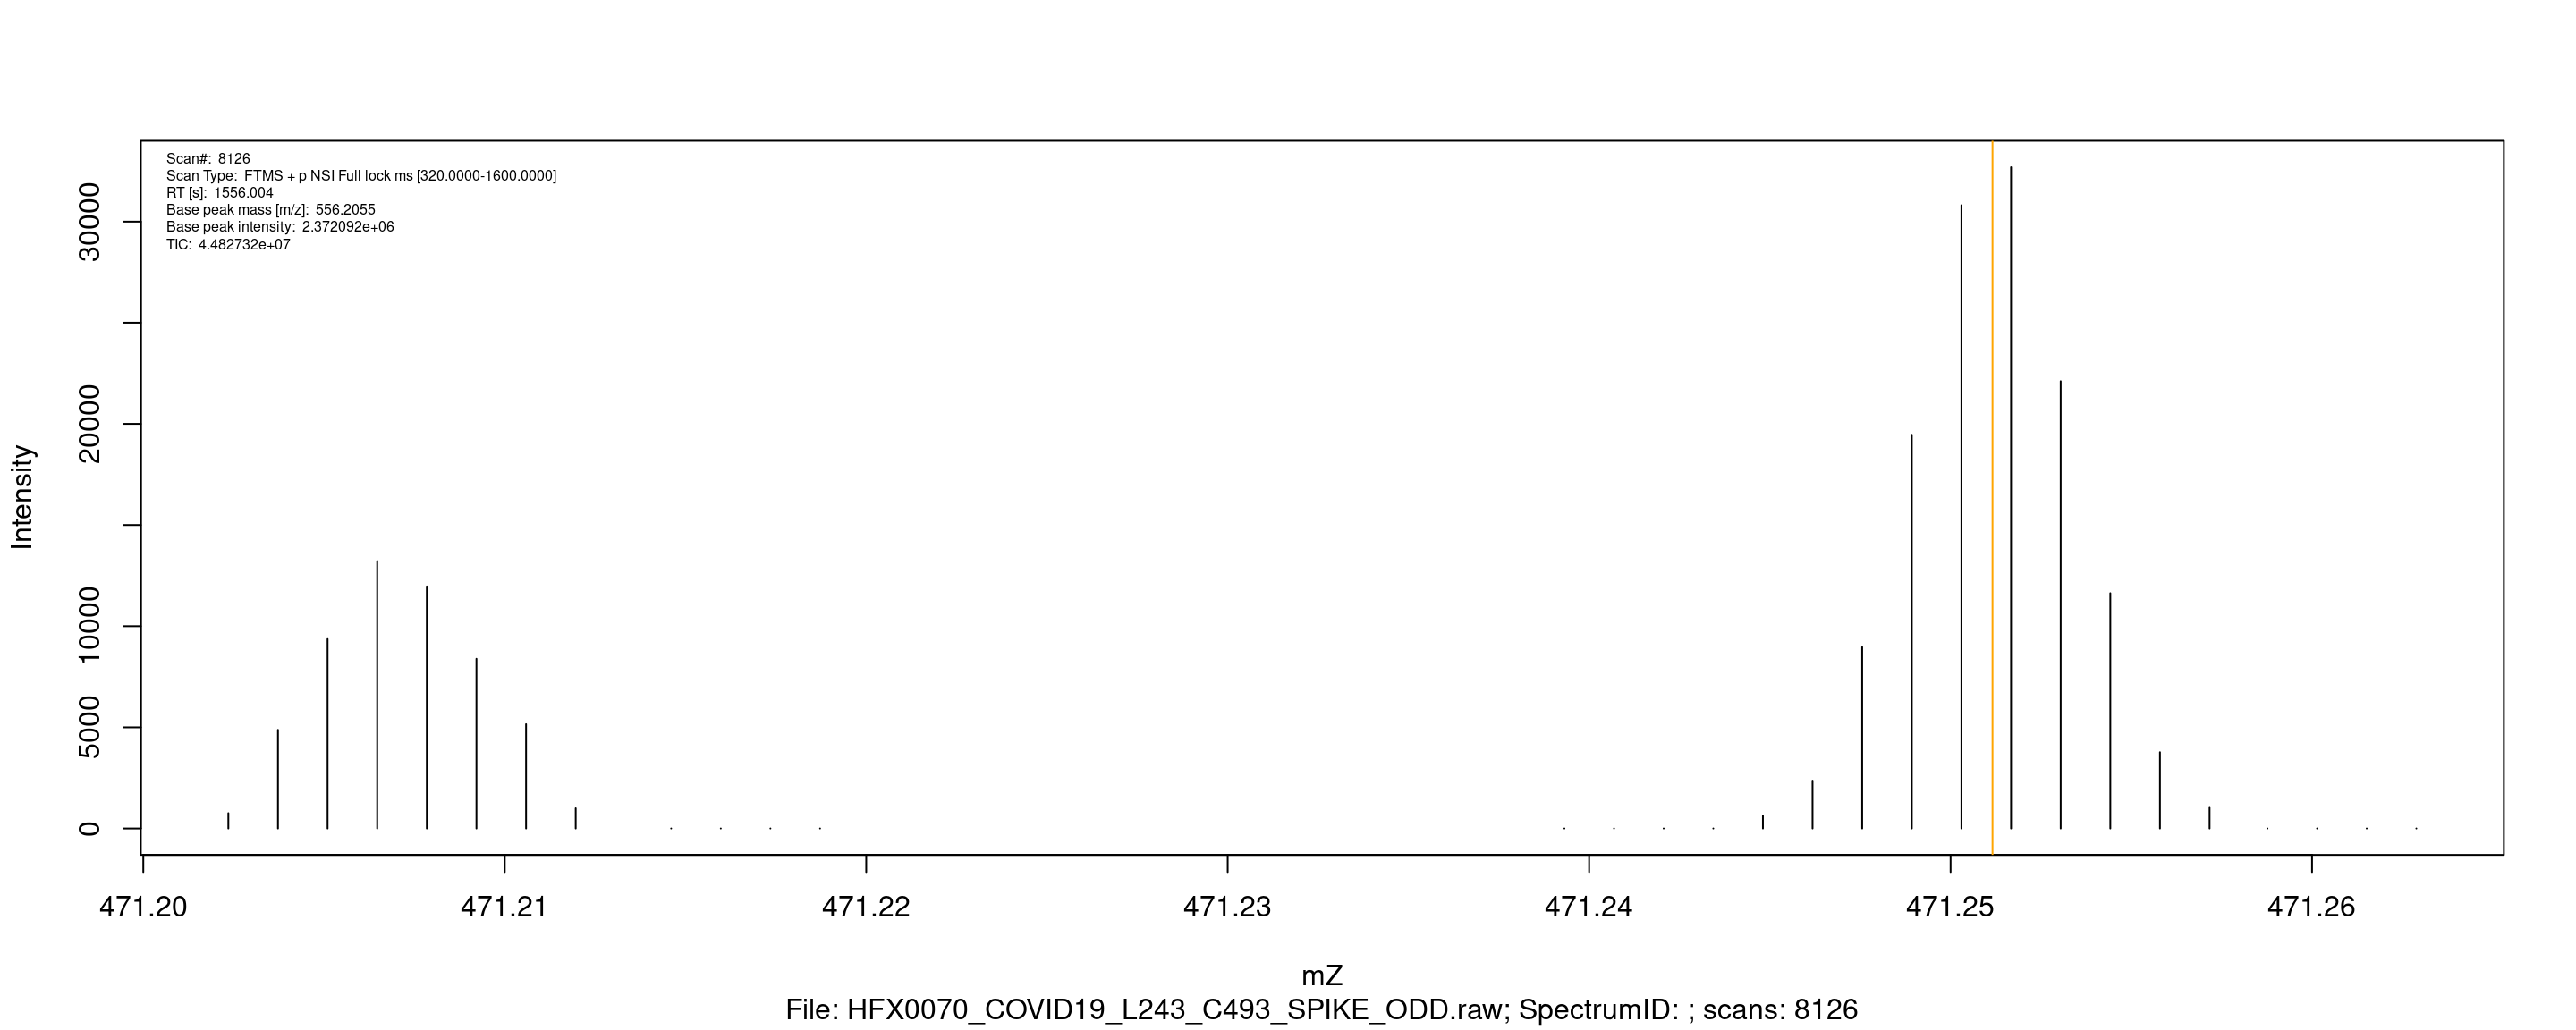 Scan#: 8126
Scan Type: FTMS + p NSI Full lock ms [320.0000-1600.0000]
RT [s]: 1556.004
Base peak mass [m/z]: 556.2055
Base peak intensity: 2.372092e+06
TIC: 4.482732e+07
Intensity
30000
20000
10000
5000
0
471.20 471.21 471.22 471.23 471.24 471.25 471.26
mZ
File: HFX0070_COVID19_L243_C493_SPIKE_ODD.raw; SpectrumID: ; scans: 8126